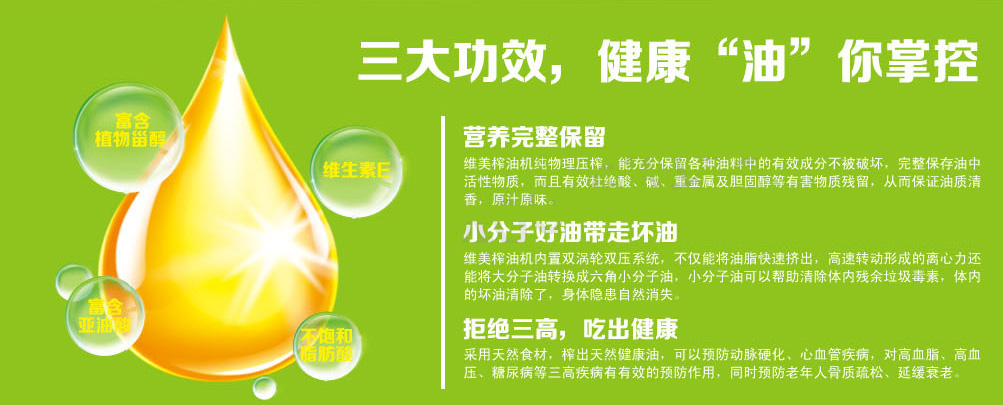 三大功效，健康“油”你掌控
富含
植物甾醇
维生素E
富含
亚油酸
不饱和
脂肪酸
营养完整保留
维美榨油机纯物理压榨，能充分保留各种油料中的有效成分不被破坏，完整保存油中
活性物质，而且有效杜绝酸、碱、重金属及胆固醇等有害物质残留，从而保证油质清
香，原汁原味。
小分子好油带走坏油
维美榨油机内置双涡轮双压系统，不仅能将油脂快速挤出，高速转动形成的离心力还
能将大分子油转换成六角小分子油，小分子油可以帮助清除体内残余垃圾毒素，体内
的坏油清除了，身体隐患自然消失。
拒绝三高，吃出健康
采用天然食材，榨出天然健康油，可以预防动脉硬化、心血管疾病，对高血脂、高血
压、糖尿病等三高疾病有有效的预防作用，同时预防老年人骨质疏松、延缓衰老。